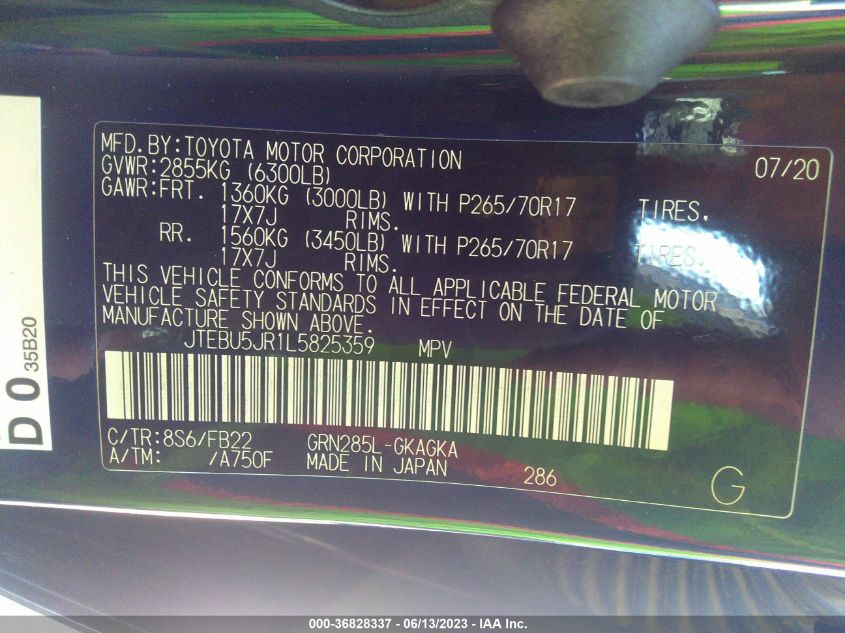 MFD.BY:TOYOTA MOTOR CORPORATION 07/20
GVWR:2855KG (6300LB)
GAWR:FRT. 1360KG (3000LB) WITH P265/70R17 TIRES,
17X7J RIMS.
RR. 1560KG (3450LB) WITH P265/70R17 TIRES,
17X7J RIMS.
THIS VEHICLE CONFORMS TO ALL APPLICABLE FEDERAL MOTOR
VEHICLE SAFETY STANDARDS IN EFFECT ON THE DATE OF
MANUFACTURE SHOWN ABOVE.
JTEBU5JR1L5825359 MPV
C/TR:8S6/FB22 GRN285L-GKAGKA
A/TM: /A750F MADE IN JAPAN 286
G
D 0
35B20
000-36828337 - 06/13/2023 - IAA Inc.